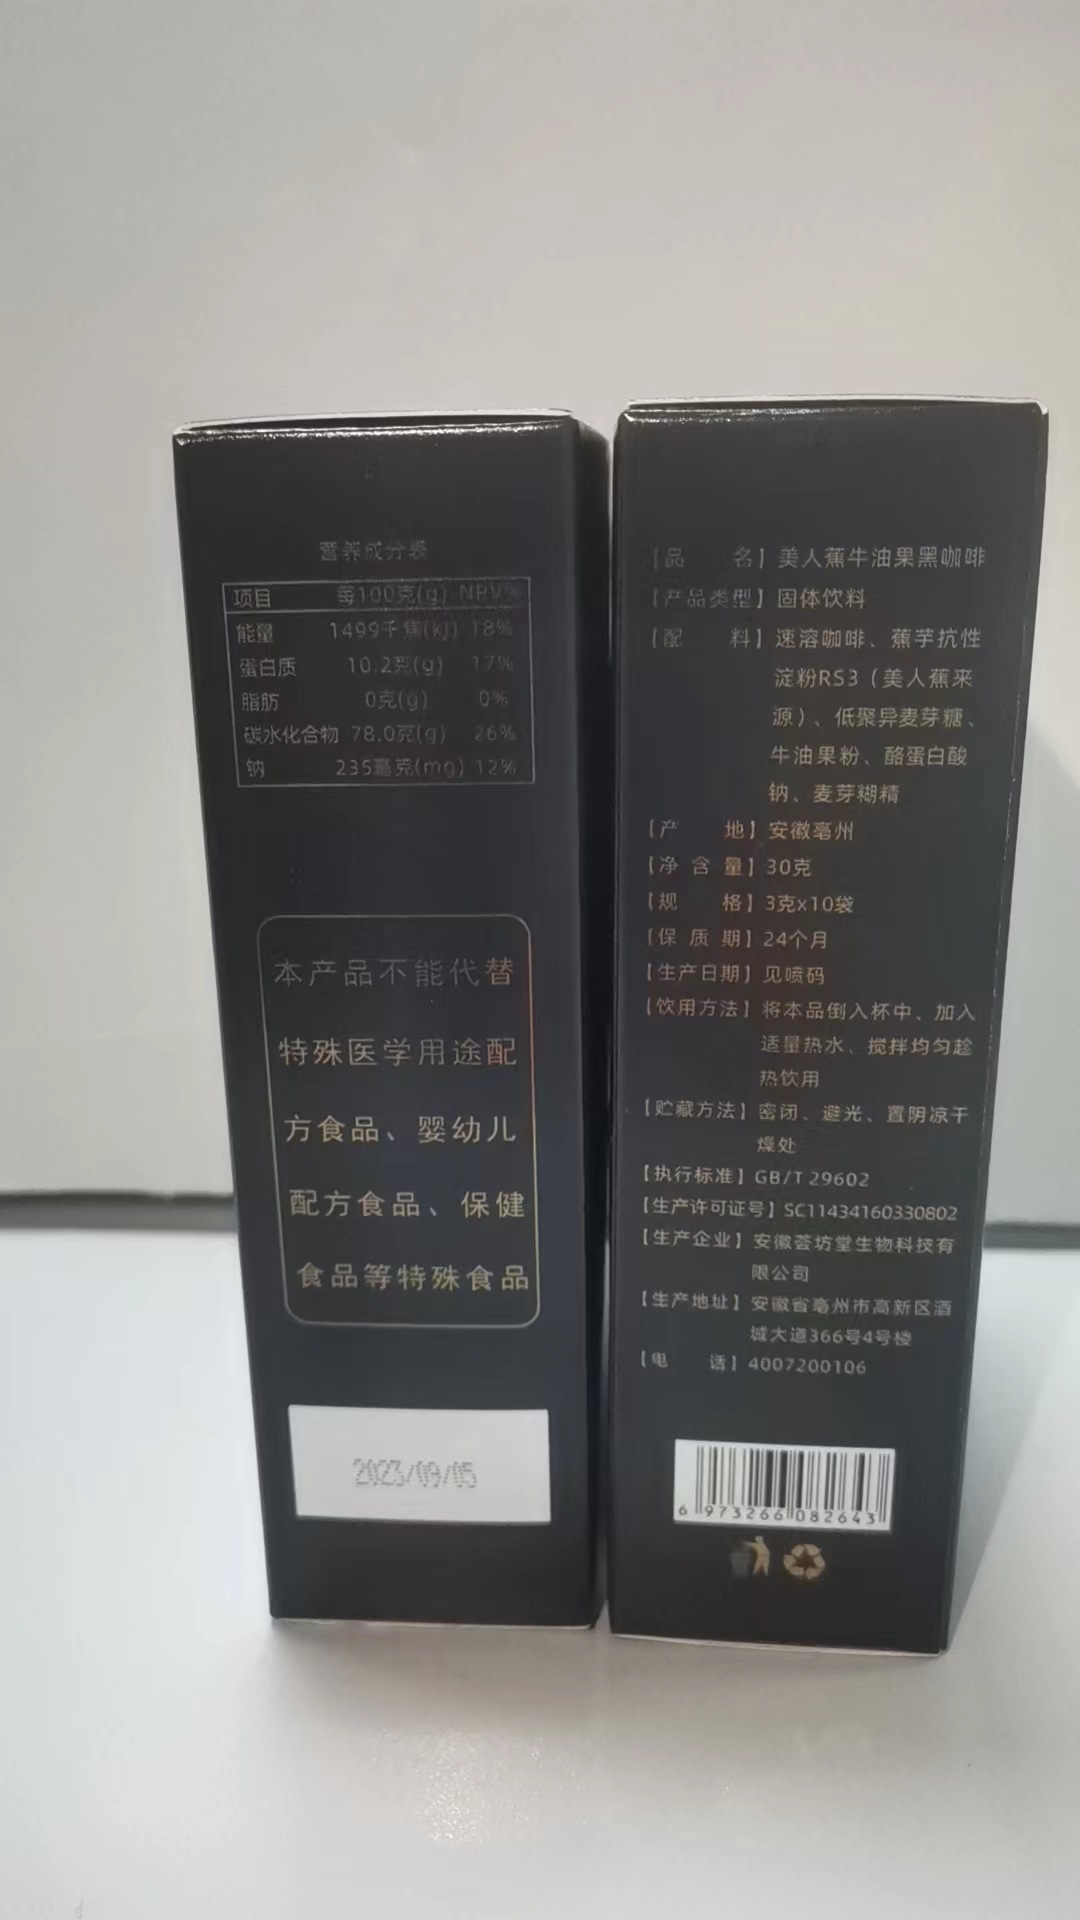 营养成分表
项目 每100克(g) NRV%
能量 1499千焦(kJ) 18%
蛋白质 10.2克(g) 17%
脂肪 0克(g) 0%
碳水化合物 78.0克(g) 26%
钠 235毫克(mg) 12%
本产品不能代替
特殊医学用途配
方食品、婴幼儿
配方食品、保健
食品等特殊食品
2023/09/05
【品 名】美人蕉牛油果黑咖啡
【产品类型】固体饮料
【配 料】速溶咖啡、蕉芋抗性
淀粉RS3（美人蕉来
源）、低聚异麦芽糖、
牛油果粉、酪蛋白酸
钠、麦芽糊精
【产 地】安徽亳州
【净 含 量】30克
【规 格】3克x10袋
【保 质 期】24个月
【生产日期】见喷码
【饮用方法】将本品倒入杯中、加入
适量热水、搅拌均匀趁
热饮用
【贮藏方法】密闭、避光、置阴凉干
燥处
【执行标准】GB/T 29602
【生产许可证号】SC11434160330802
【生产企业】安徽荟坊堂生物科技有
限公司
【生产地址】安徽省亳州市高新区酒
城大道366号4号楼
【电 话】4007200106
6 973266 082643